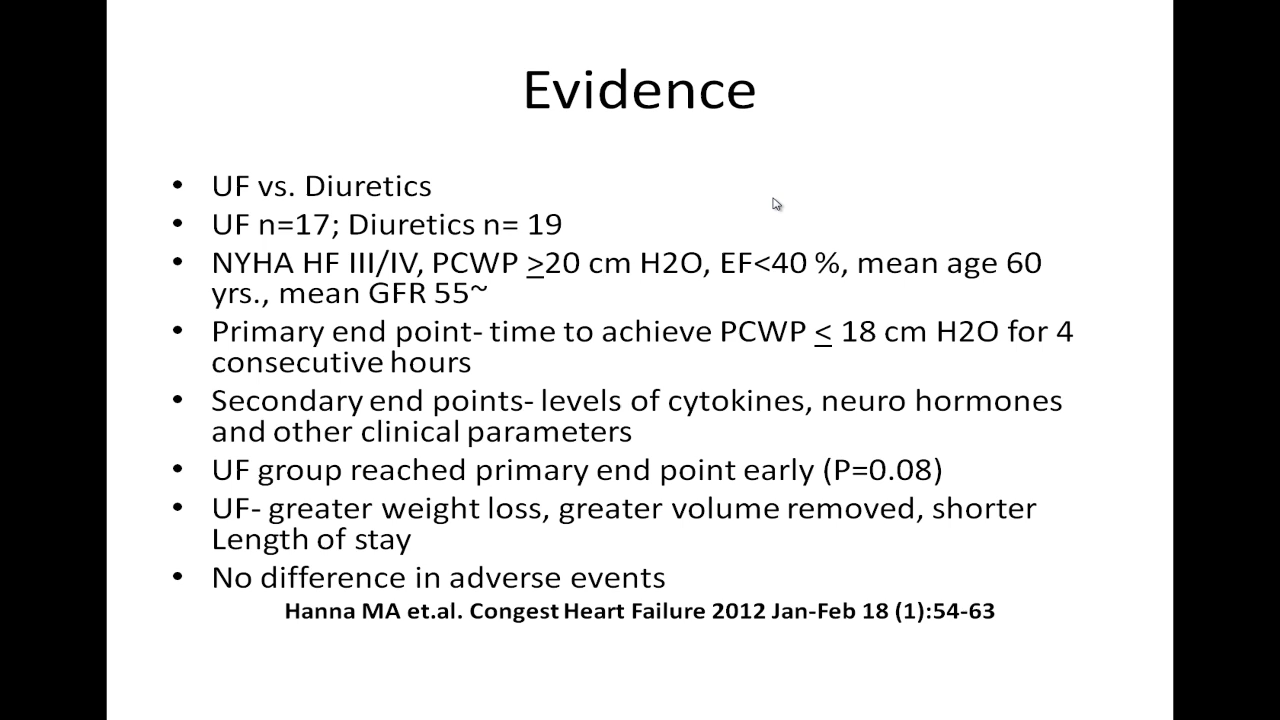 Evidence
• UF vs. Diuretics
• UF n=17; Diuretics n= 19
• NYHA HF III/IV, PCWP ≥20 cm H2O, EF<40 %, mean age 60
yrs., mean GFR 55~
• Primary end point- time to achieve PCWP ≤ 18 cm H2O for 4
consecutive hours
• Secondary end points- levels of cytokines, neuro hormones
and other clinical parameters
• UF group reached primary end point early (P=0.08)
• UF- greater weight loss, greater volume removed, shorter
Length of stay
• No difference in adverse events
Hanna MA et.al. Congest Heart Failure 2012 Jan-Feb 18 (1):54-63